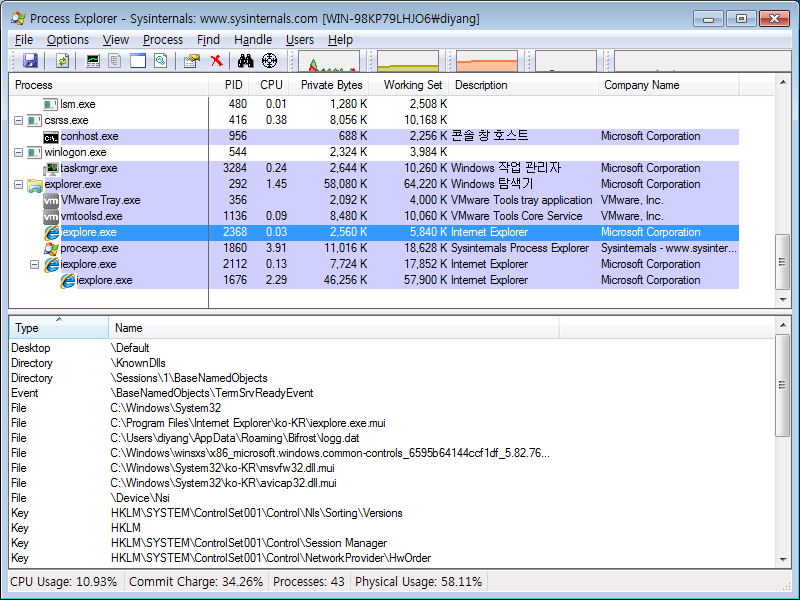 Process Explorer - Sysinternals: www.sysinternals.com [WIN-98KP79LHJO6₩diyang]
File Options View Process Find Handle Users Help
Process PID CPU Private Bytes Working Set Description Company Name
lsm.exe 480 0.01 1,280 K 2,508 K
csrss.exe 416 0.38 8,056 K 10,168 K
conhost.exe 956 688 K 2,256 K 콘솔 창 호스트 Microsoft Corporation
winlogon.exe 544 2,324 K 3,984 K
taskmgr.exe 3284 0.24 2,644 K 10,260 K Windows 작업 관리자 Microsoft Corporation
explorer.exe 292 1.45 58,080 K 64,220 K Windows 탐색기 Microsoft Corporation
VMwareTray.exe 356 2,092 K 4,000 K VMware Tools tray application VMware, Inc.
vmtoolsd.exe 1136 0.09 8,480 K 10,060 K VMware Tools Core Service VMware, Inc.
iexplore.exe 2368 0.03 2,560 K 5,840 K Internet Explorer Microsoft Corporation
procexp.exe 1860 3.91 11,016 K 18,628 K Sysinternals Process Explorer Sysinternals - www.sysinter...
iexplore.exe 2112 0.13 7,724 K 17,852 K Internet Explorer Microsoft Corporation
iexplore.exe 1676 2.29 46,256 K 57,900 K Internet Explorer Microsoft Corporation
Type Name
Desktop \Default
Directory \KnownDlls
Directory \Sessions\1\BaseNamedObjects
Event \BaseNamedObjects\TermSrvReadyEvent
File C:\Windows\System32
File C:\Program Files\Internet Explorer\ko-KR\iexplore.exe.mui
File C:\Users\diyang\AppData\Roaming\Bifrost\logg.dat
File C:\Windows\winsxs\x86_microsoft.windows.common-controls_6595b64144ccf1df_5.82.76...
File C:\Windows\System32\ko-KR\msvfw32.dll.mui
File C:\Windows\System32\ko-KR\avicap32.dll.mui
File \Device\Nsi
Key HKLM\SYSTEM\ControlSet001\Control\Nls\Sorting\Versions
Key HKLM
Key HKLM\SYSTEM\ControlSet001\Control\Session Manager
Key HKLM\SYSTEM\ControlSet001\Control\NetworkProvider\HwOrder
CPU Usage: 10.93% Commit Charge: 34.26% Processes: 43 Physical Usage: 58.11%